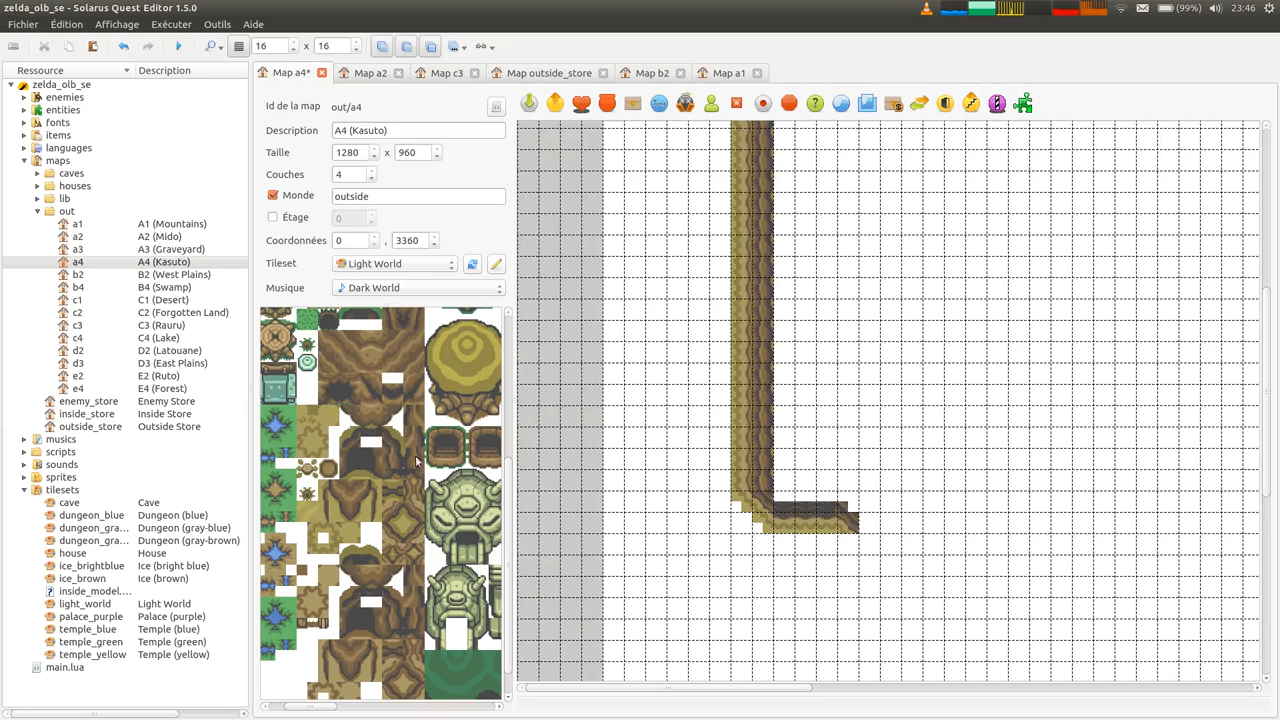 zelda_olb_se - Solarus Quest Editor 1.5.0
(99%) 23:46
Fichier Édition Affichage Exécuter Outils Aide
16 x 16
Ressource Description
zelda_olb_se
enemies
entities
fonts
items
languages
maps
caves
houses
lib
out
a1 A1 (Mountains)
a2 A2 (Mido)
a3 A3 (Graveyard)
a4 A4 (Kasuto)
b2 B2 (West Plains)
b4 B4 (Swamp)
c1 C1 (Desert)
c2 C2 (Forgotten Land)
c3 C3 (Rauru)
c4 C4 (Lake)
d2 D2 (Latouane)
d3 D3 (East Plains)
e2 E2 (Ruto)
e4 E4 (Forest)
enemy_store Enemy Store
inside_store Inside Store
outside_store Outside Store
musics
scripts
sounds
sprites
tilesets
cave Cave
dungeon_blue Dungeon (blue)
dungeon_gra... Dungeon (gray-blue)
dungeon_gra... Dungeon (gray-brown)
house House
ice_brightblue Ice (bright blue)
ice_brown Ice (brown)
inside_model....
light_world Light World
palace_purple Palace (purple)
temple_blue Temple (blue)
temple_green Temple (green)
temple_yellow Temple (yellow)
main.lua
Map a4* Map a2 Map c3 Map outside_store Map b2 Map a1
Id de la map out/a4
Description A4 (Kasuto)
Taille 1280 x 960
Couches 4
Monde outside
Étage 0
Coordonnées 0 , 3360
Tileset Light World
Musique Dark World